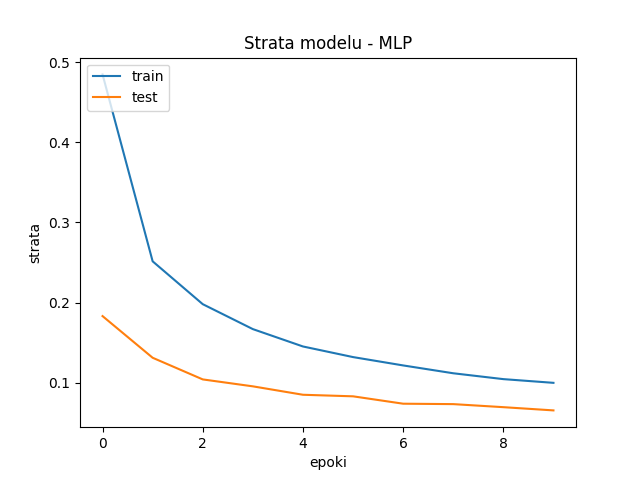 Strata modelu - MLP
train
test
0.5
0.4
0.3
0.2
0.1
strata
0 2 4 6 8
epoki